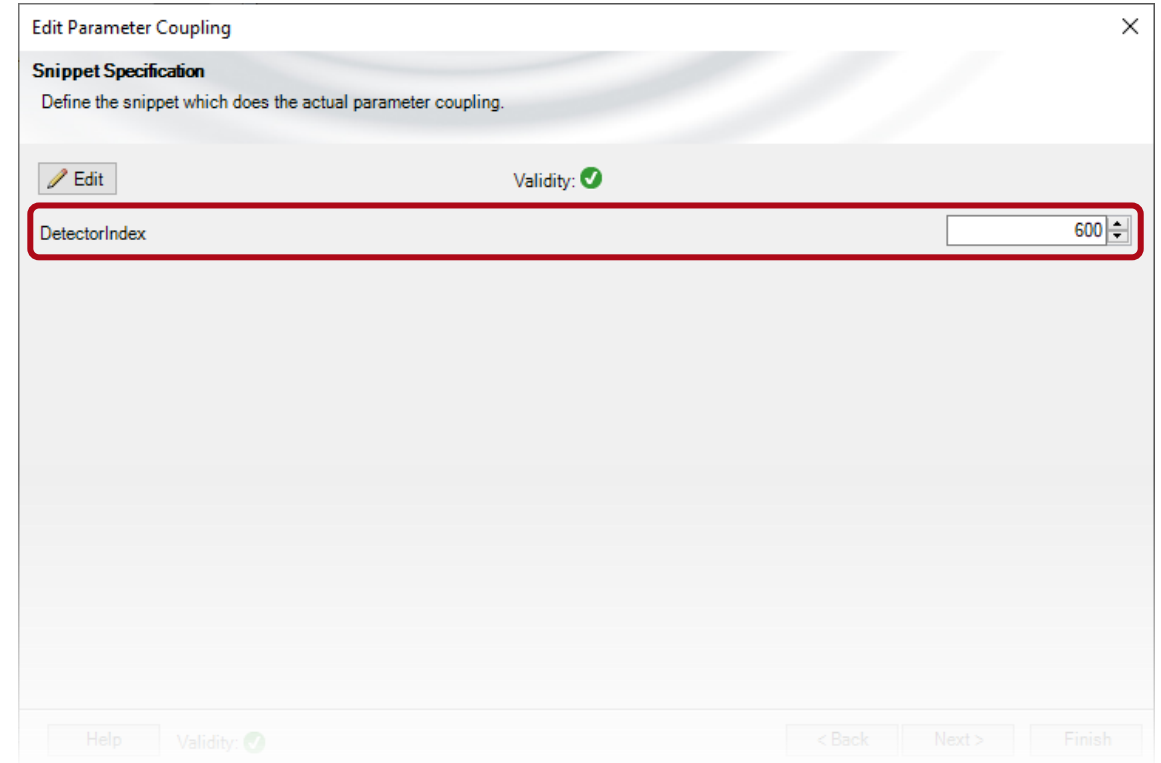 Edit Parameter Coupling
Snippet Specification
Define the snippet which does the actual parameter coupling.
Edit Validity:
DetectorIndex 600
Help Validity: < Back Next > Finish